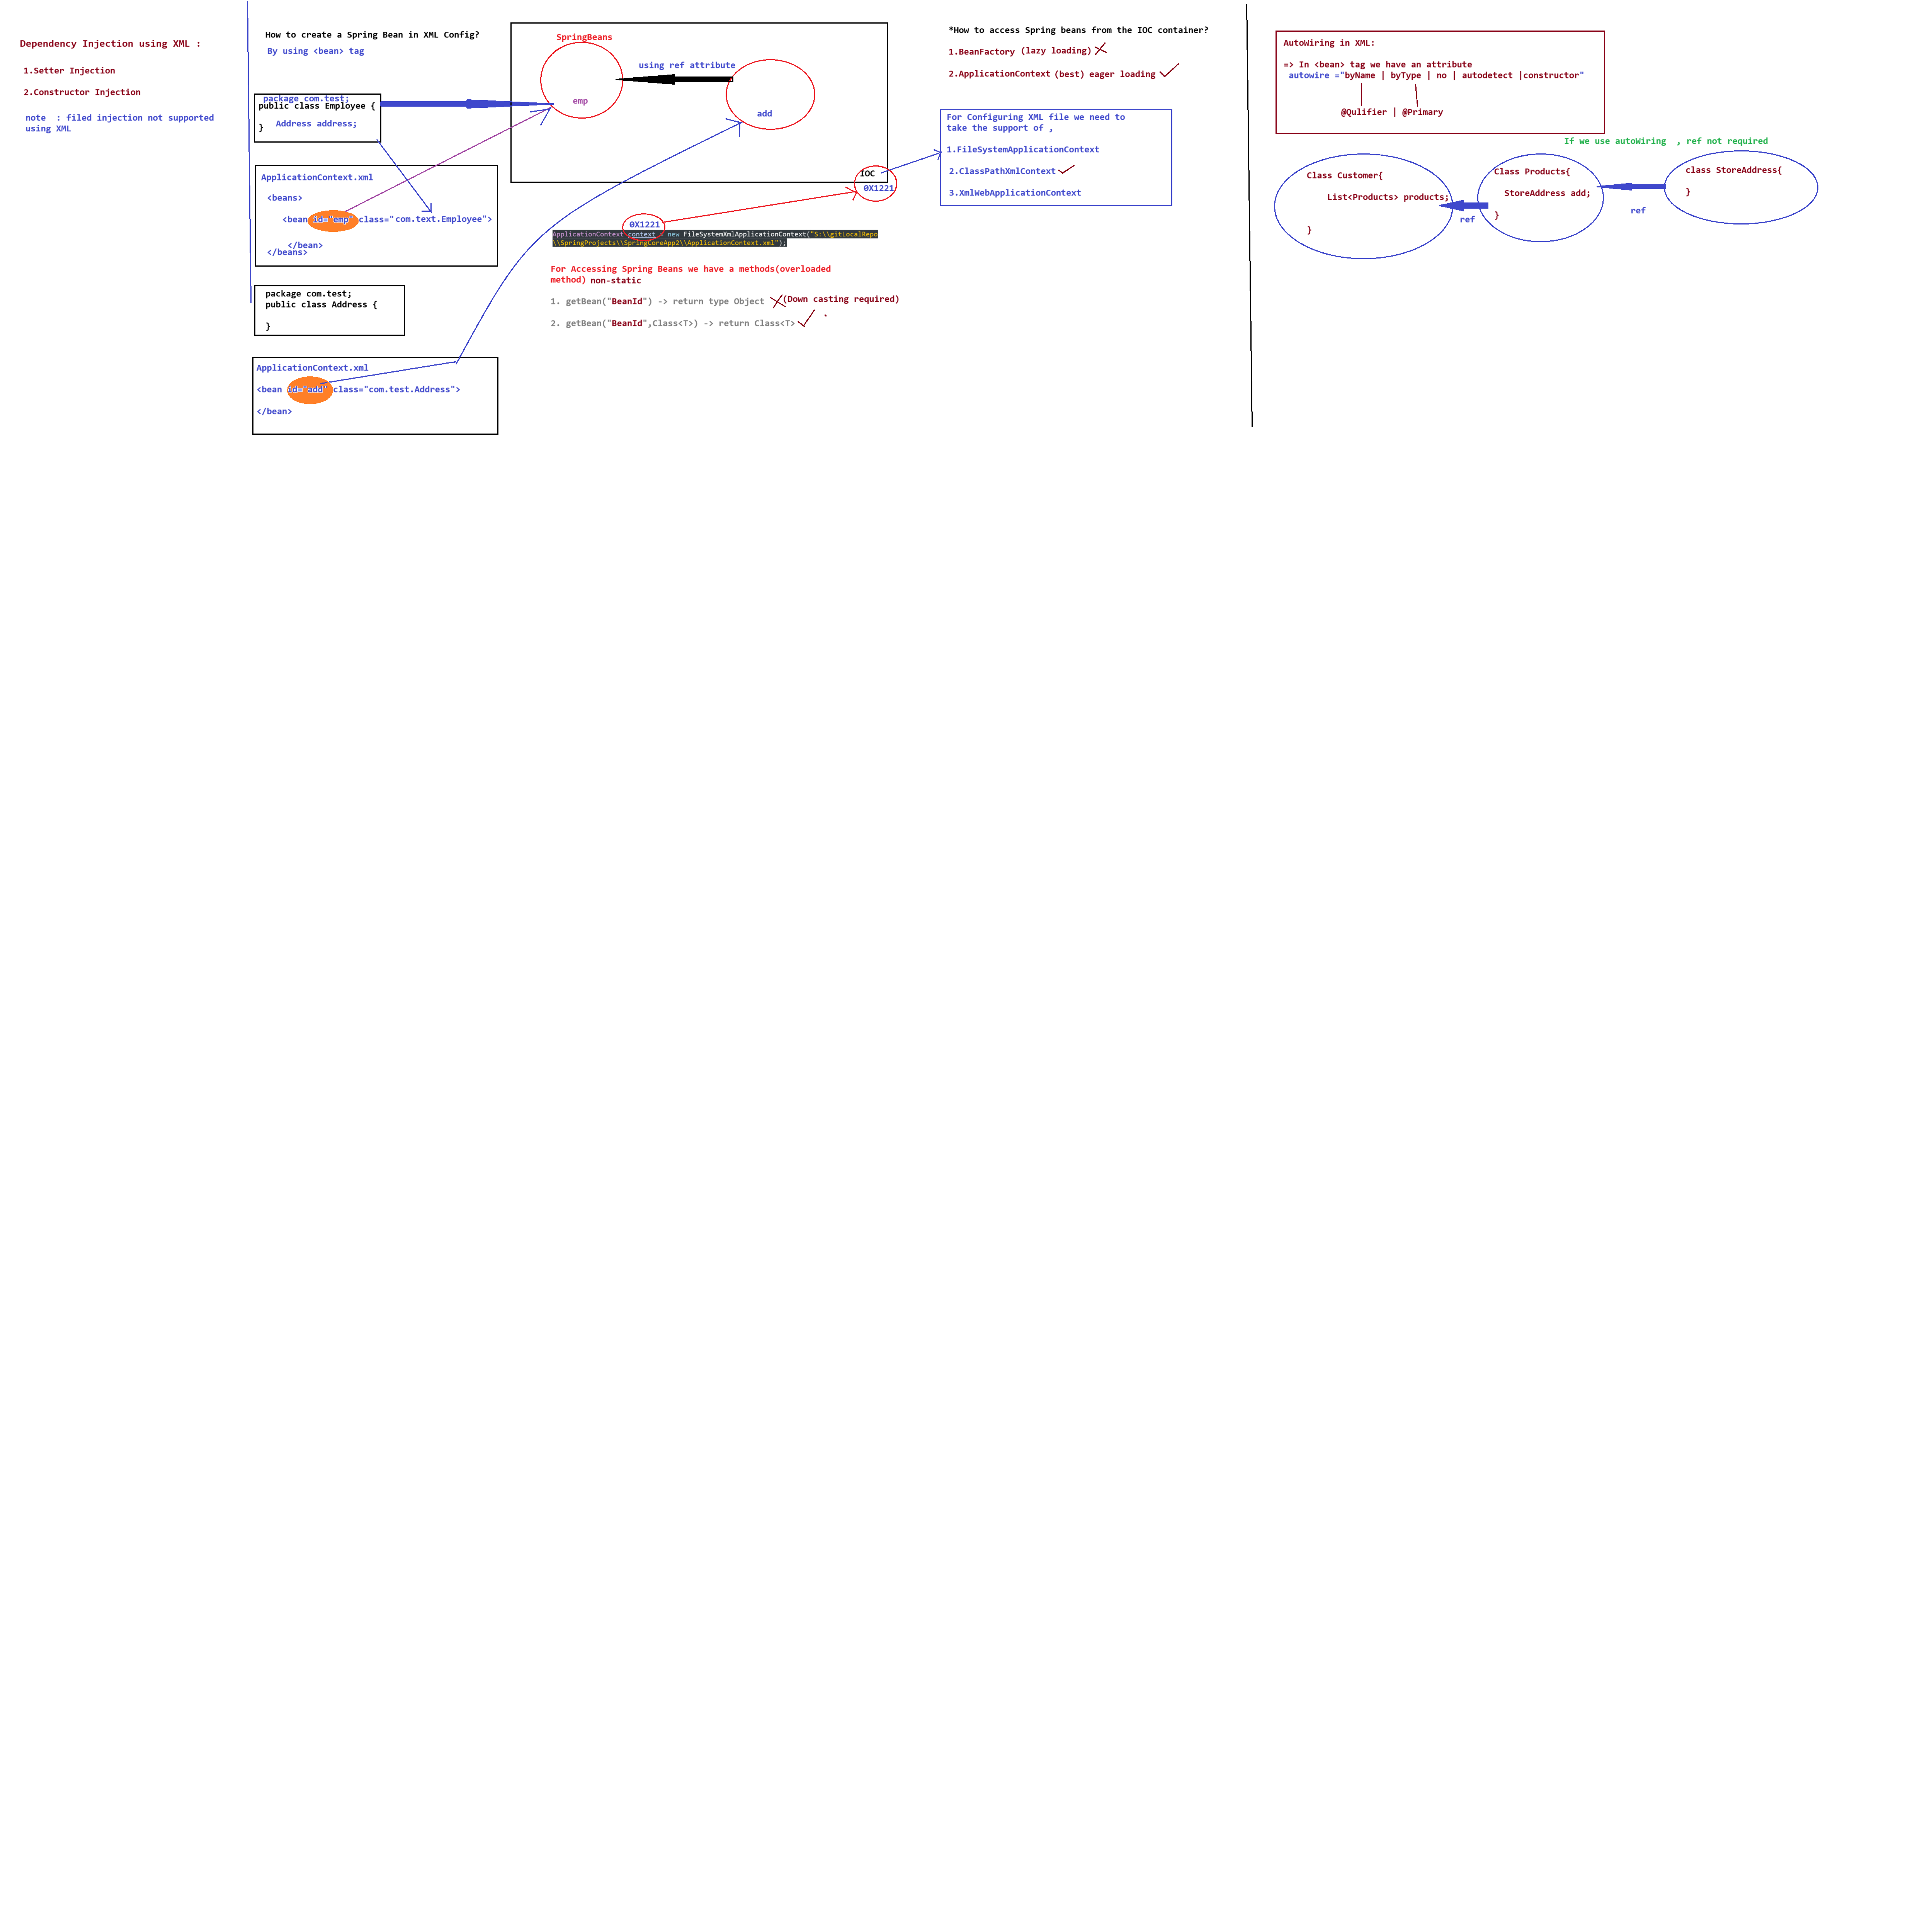 Dependency Injection using XML :
1.Setter Injection
2.Constructor Injection
note  : filed injection not supported
using XML
How to create a Spring Bean in XML Config?
By using <bean> tag
package com.test;
public class Employee {
Address address;
}
ApplicationContext.xml
<beans>
<bean id="emp" class="com.text.Employee">
</bean>
</beans>
package com.test;
public class Address {
}
ApplicationContext.xml
<bean id="add" class="com.test.Address">
</bean>
SpringBeans
using ref attribute
emp
add
IOC
0X1221
0X1221
ApplicationContext context = new FileSystemXmlApplicationContext("S:\\gitLocalRepo
\\SpringProjects\\SpringCoreApp2\\ApplicationContext.xml");
For Accessing Spring Beans we have a methods(overloaded
method) non-static
1. getBean("BeanId") -> return type Object (Down casting required)
2. getBean("BeanId",Class<T>) -> return Class<T>
*How to access Spring beans from the IOC container?
1.BeanFactory (lazy loading)
2.ApplicationContext (best) eager loading
For Configuring XML file we need to
take the support of ,
1.FileSystemApplicationContext
2.ClassPathXmlContext
3.XmlWebApplicationContext
AutoWiring in XML:
=> In <bean> tag we have an attribute
autowire ="byName | byType | no | autodetect |constructor"
@Qulifier | @Primary
If we use autoWiring  , ref not required
Class Customer{
List<Products> products;
}
ref
Class Products{
StoreAddress add;
}
ref
class StoreAddress{
}